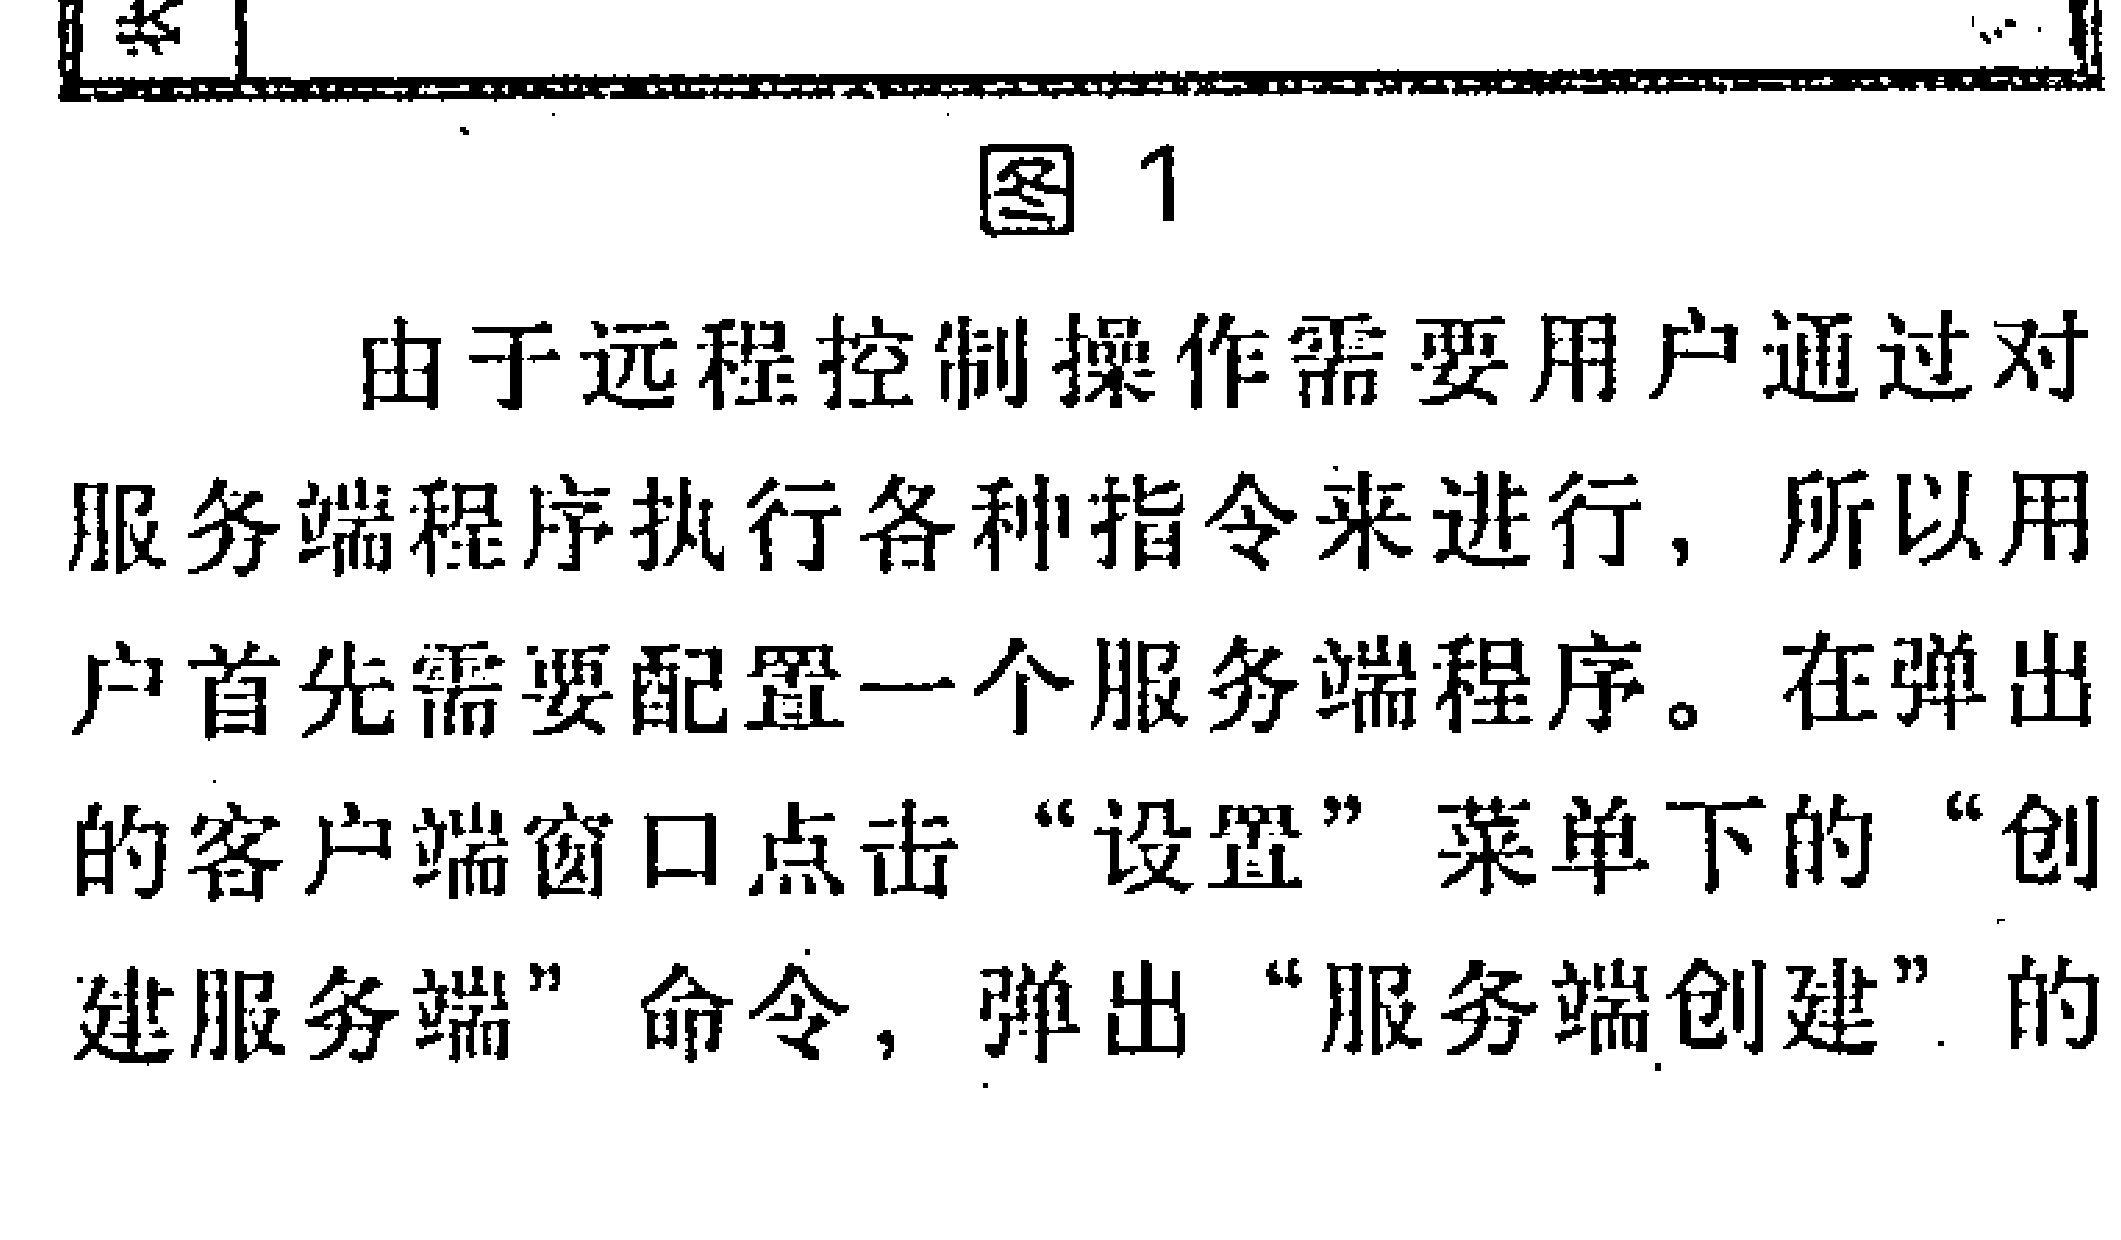 图 1
由于远程控制操作需要用户通过对
服务端程序执行各种指令来进行，所以用
户首先需要配置一个服务端程序。在弹出
的客户端窗口点击“设置”菜单下的“创
建服务端”命令，弹出“服务端创建”的